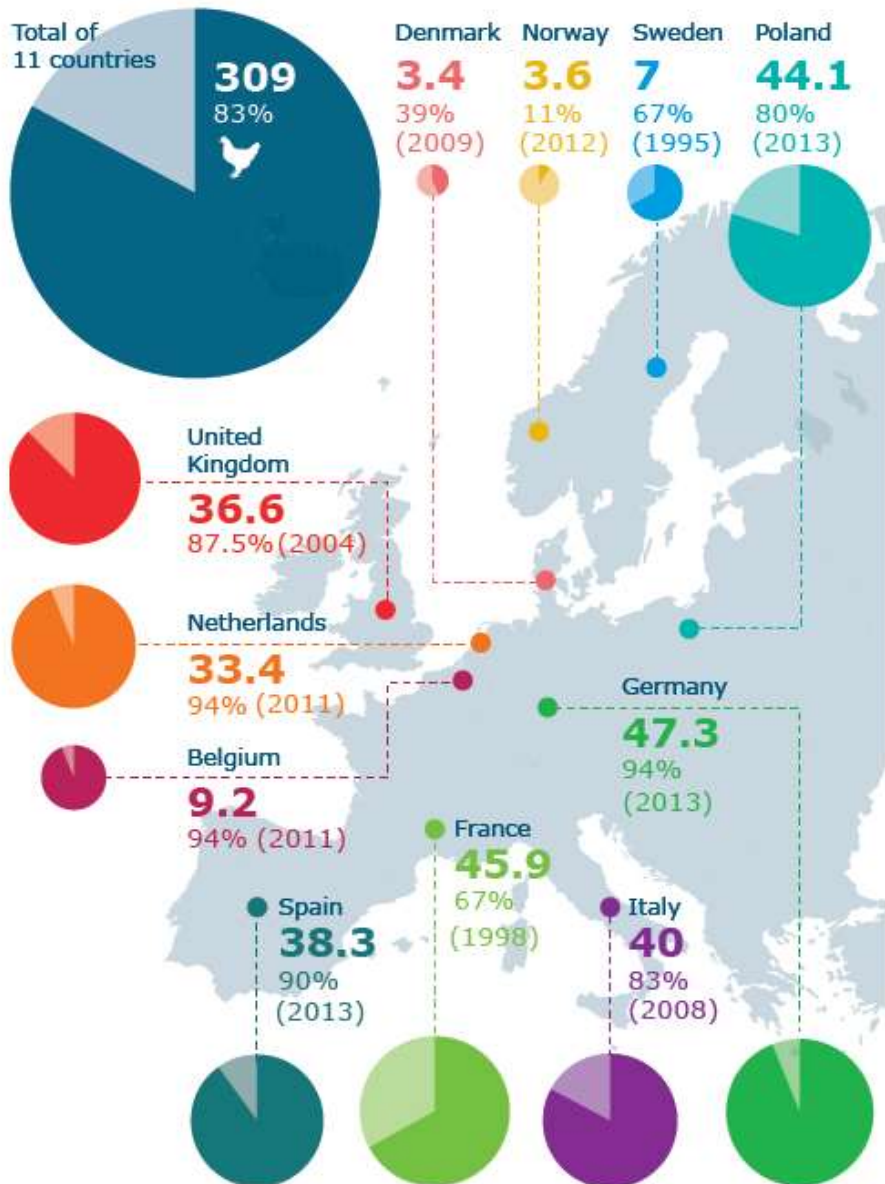 Total of
11 countries
309
83%
Denmark
3.4
39%
(2009)
Norway
3.6
11%
(2012)
Sweden
7
67%
(1995)
Poland
44.1
80%
(2013)
United
Kingdom
36.6
87.5% (2004)
Netherlands
33.4
94% (2011)
Belgium
9.2
94% (2011)
Germany
47.3
94%
(2013)
France
45.9
67%
(1998)
Spain
38.3
90%
(2013)
Italy
40
83%
(2008)